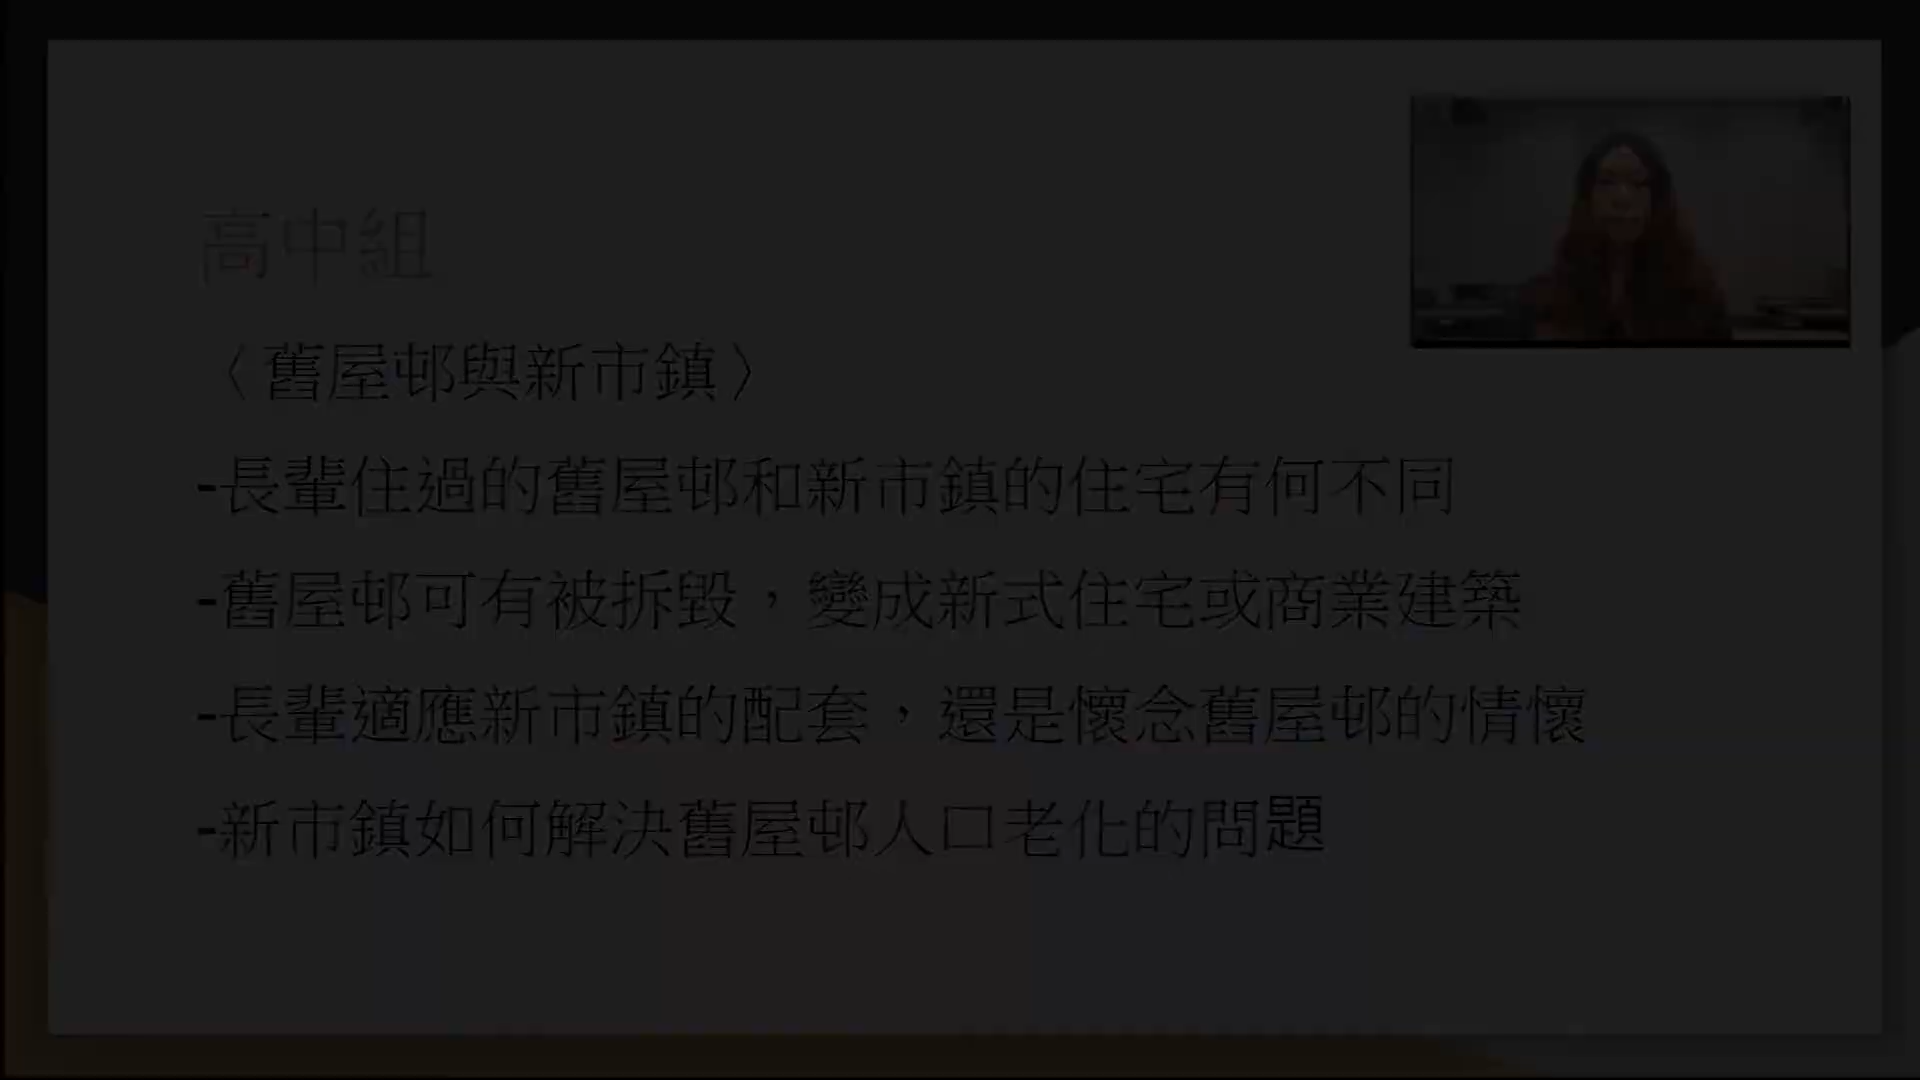 高中組
〈舊屋邨與新市鎮〉
-長輩住過的舊屋邨和新市鎮的住宅有何不同
-舊屋邨可有被拆毀，變成新式住宅或商業建築
-長輩適應新市鎮的配套，還是懷念舊屋邨的情懷
-新市鎮如何解決舊屋邨人口老化的問題